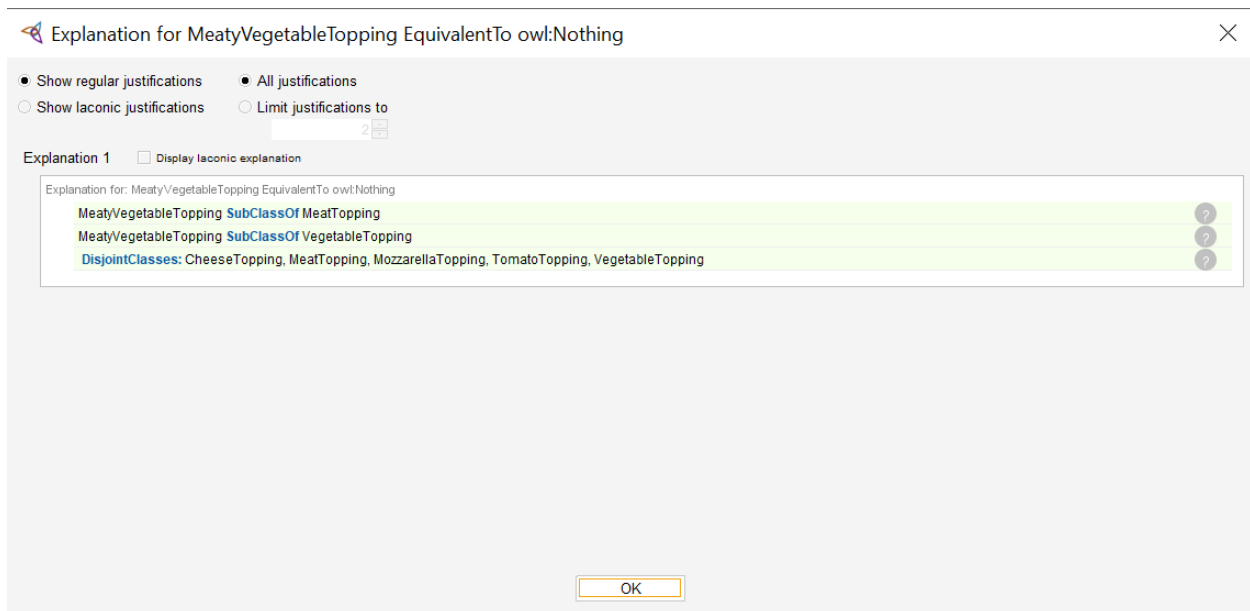 Explanation for MeatyVegetableTopping EquivalentTo owl:Nothing
Show regular justifications All justifications
Show laconic justifications Limit justifications to
2
Explanation 1 Display laconic explanation
Explanation for: MeatyVegetableTopping EquivalentTo owl:Nothing
MeatyVegetableTopping SubClassOf MeatTopping ?
MeatyVegetableTopping SubClassOf VegetableTopping ?
DisjointClasses: CheeseTopping, MeatTopping, MozzarellaTopping, TomatoTopping, VegetableTopping ?
OK